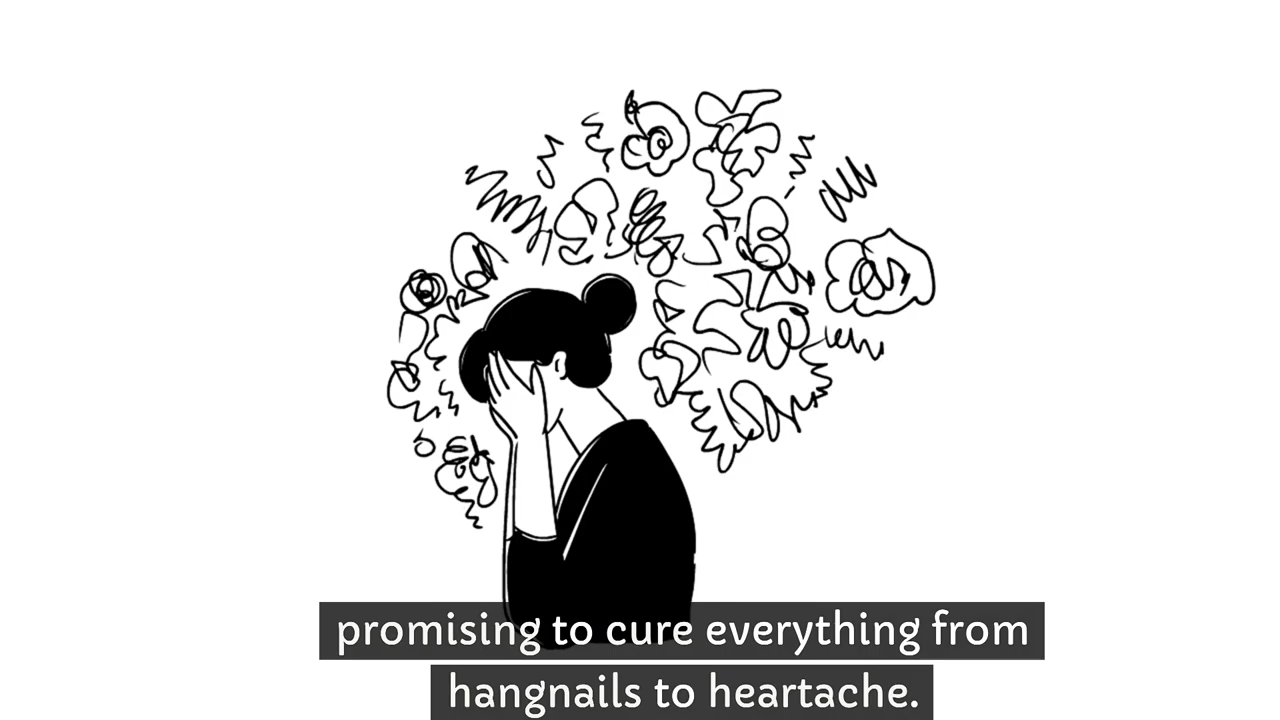 promising to cure everything from
hangnails to heartache.